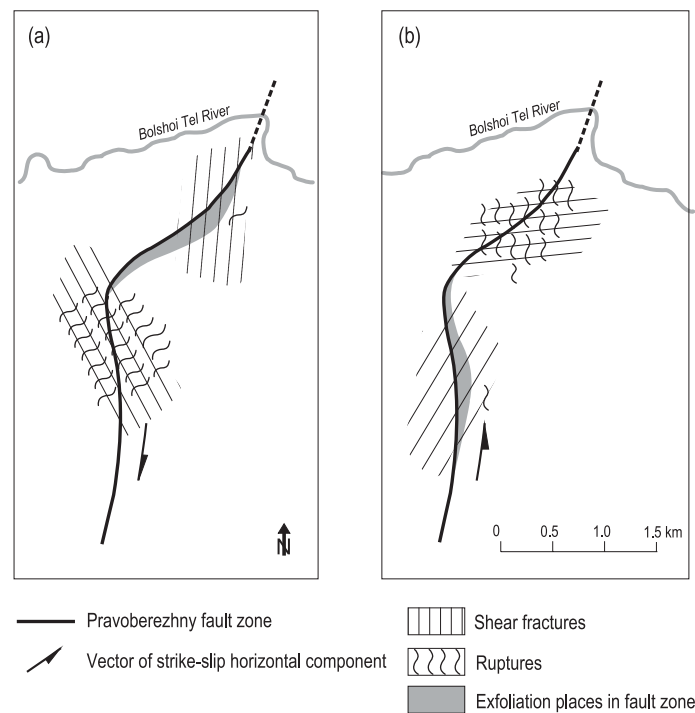 (a)
Bolshoi Tel River
N
(b)
Bolshoi Tel River
0 0.5 1.0 1.5 km
Pravoberezhny fault zone
Vector of strike-slip horizontal component
Shear fractures
Ruptures
Exfoliation places in fault zone